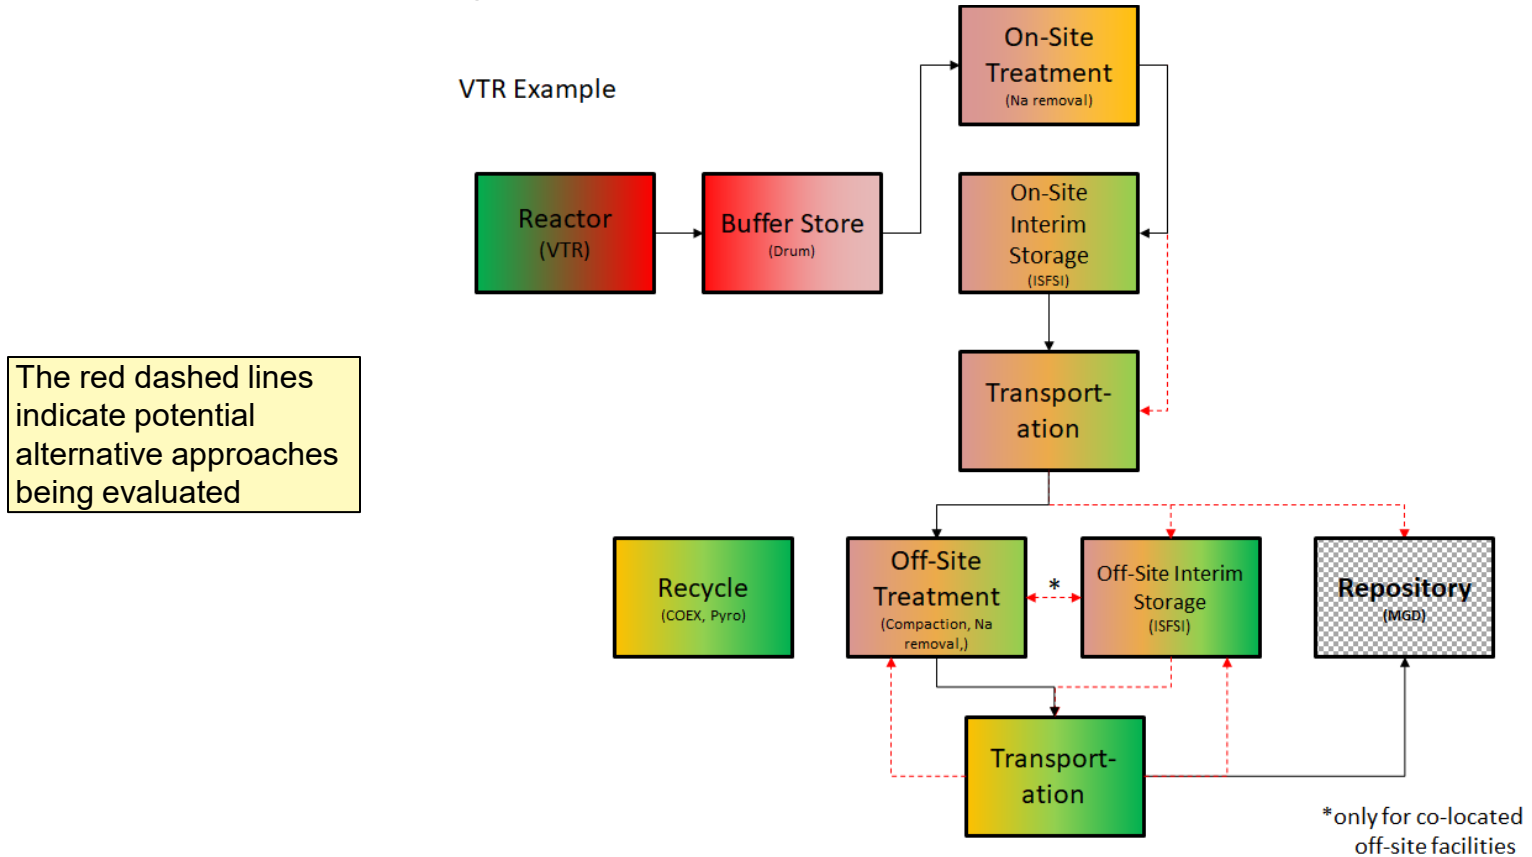 VTR Example
On-Site
Treatment
(Na removal)
Reactor
(VTR)
Buffer Store
(Drum)
On-Site
Interim
Storage
(ISFSI)
The red dashed lines
indicate potential
alternative approaches
being evaluated
Transport-
ation
Recycle
(COEX, Pyro)
Off-Site
Treatment
(Compaction, Na
removal,)
*
Off-Site Interim
Storage
(ISFSI)
Repository
(MGD)
Transport-
ation
*only for co-located
off-site facilities